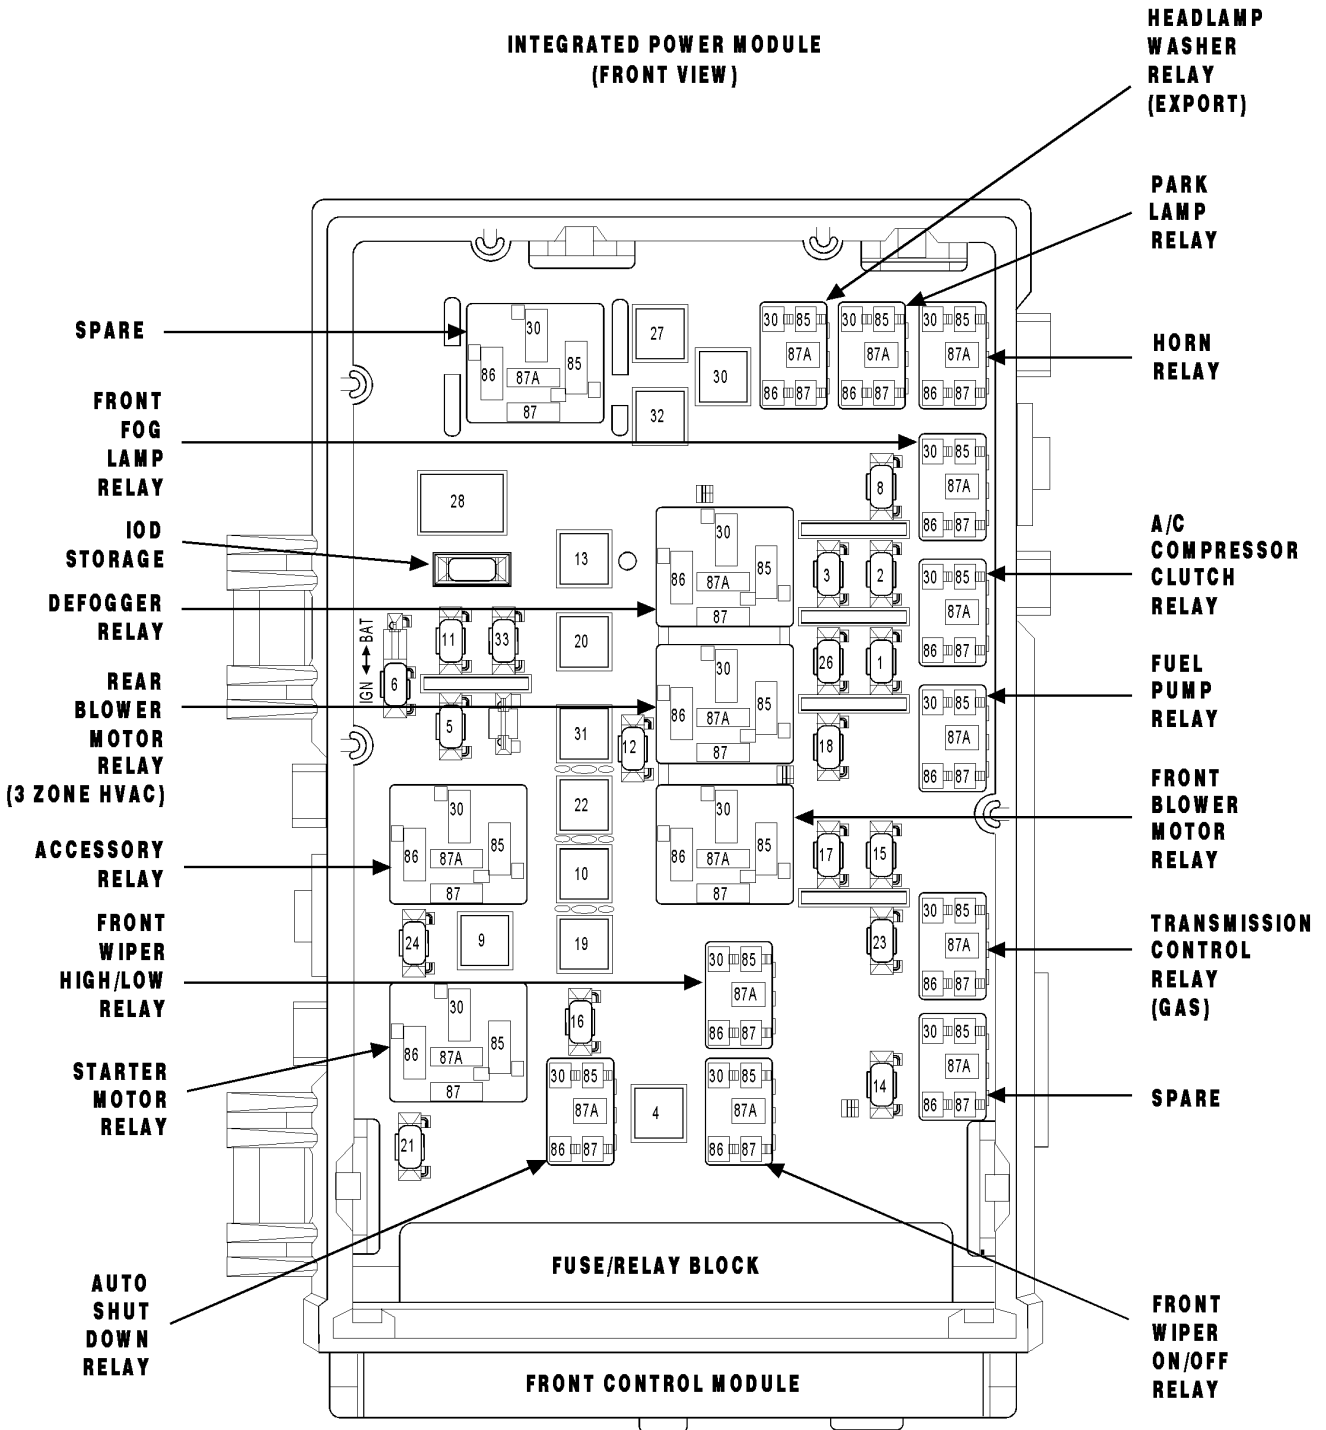 INTEGRATED POWER MODULE
(FRONT VIEW)
HEADLAMP
WASHER
RELAY
(EXPORT)
PARK
LAMP
RELAY
HORN
RELAY
A/C
COMPRESSOR
CLUTCH
RELAY
FUEL
PUMP
RELAY
FRONT
BLOWER
MOTOR
RELAY
TRANSMISSION
CONTROL
RELAY
(GAS)
SPARE
FRONT
WIPER
ON/OFF
RELAY
SPARE
FRONT
FOG
LAMP
RELAY
IOD
STORAGE
DEFOGGER
RELAY
REAR
BLOWER
MOTOR
RELAY
(3 ZONE HVAC)
ACCESSORY
RELAY
FRONT
WIPER
HIGH/LOW
RELAY
STARTER
MOTOR
RELAY
AUTO
SHUT
DOWN
RELAY
30
86
85
87A
87
27
30
32
30 85
87A
86 87
30 85
87A
86 87
30 85
87A
86 87
30 85
87A
86 87
8
28
13
30
86
85
87A
87
3
2
30 85
87A
86 87
IGN BAT
11
33
20
6
5
26
1
30
86
85
87A
87
31
12
18
30 85
87A
86 87
30
86
85
87A
87
22
10
30
86
85
87A
87
17
15
24
9
19
23
30 85
87A
86 87
30 85
87A
86 87
30
86
85
87A
87
16
30 85
87A
86 87
4
30 85
87A
86 87
14
30 85
87A
86 87
21
FUSE/RELAY BLOCK
FRONT CONTROL MODULE